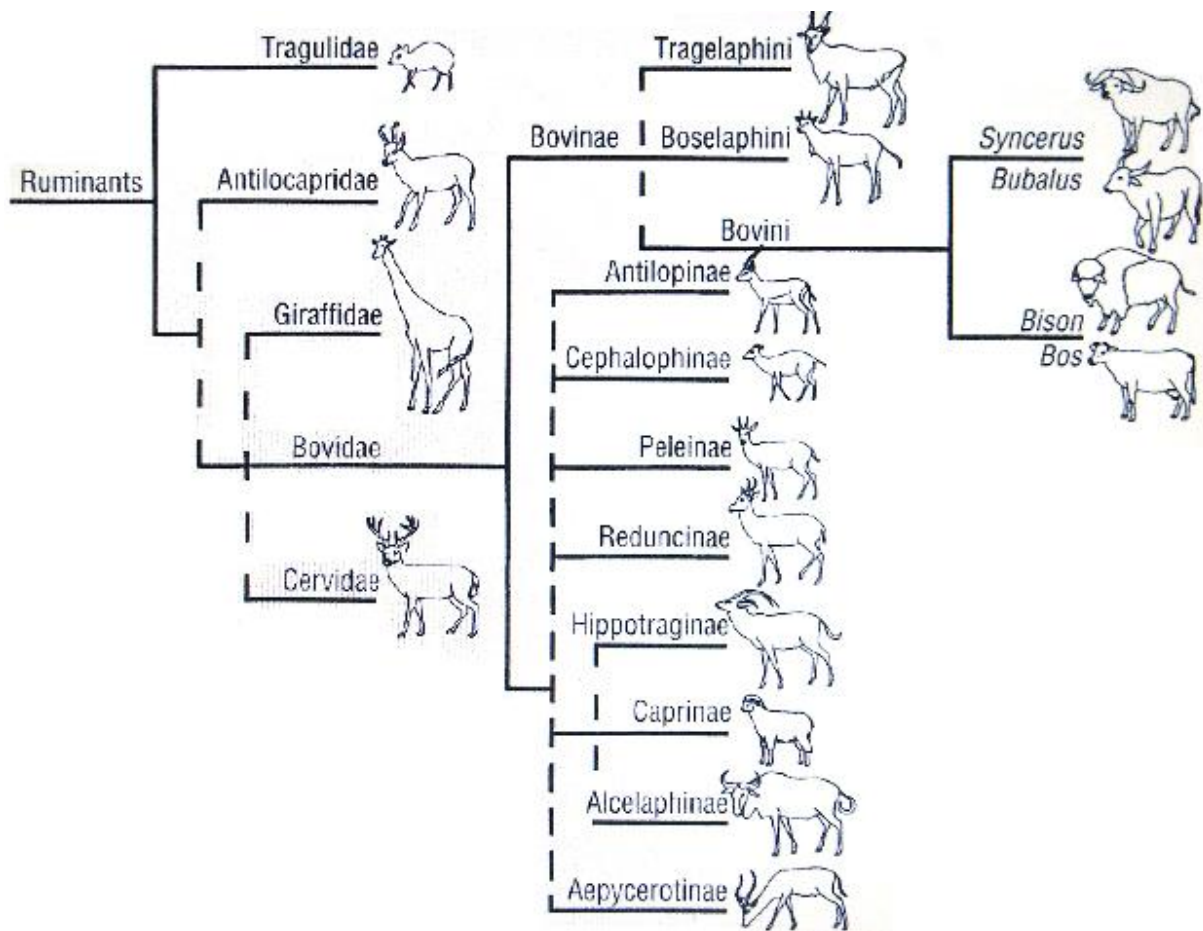 Ruminants
Tragulidae
Antilocapridae
Giraffidae
Bovidae
Cervidae
Bovinae
Tragelaphini
Boselaphini
Bovini
Antilopinae
Cephalophinae
Peleinae
Reduncinae
Hippotraginae
Caprinae
Alcelaphinae
Aepycerotinae
Syncerus
Bubalus
Bison
Bos